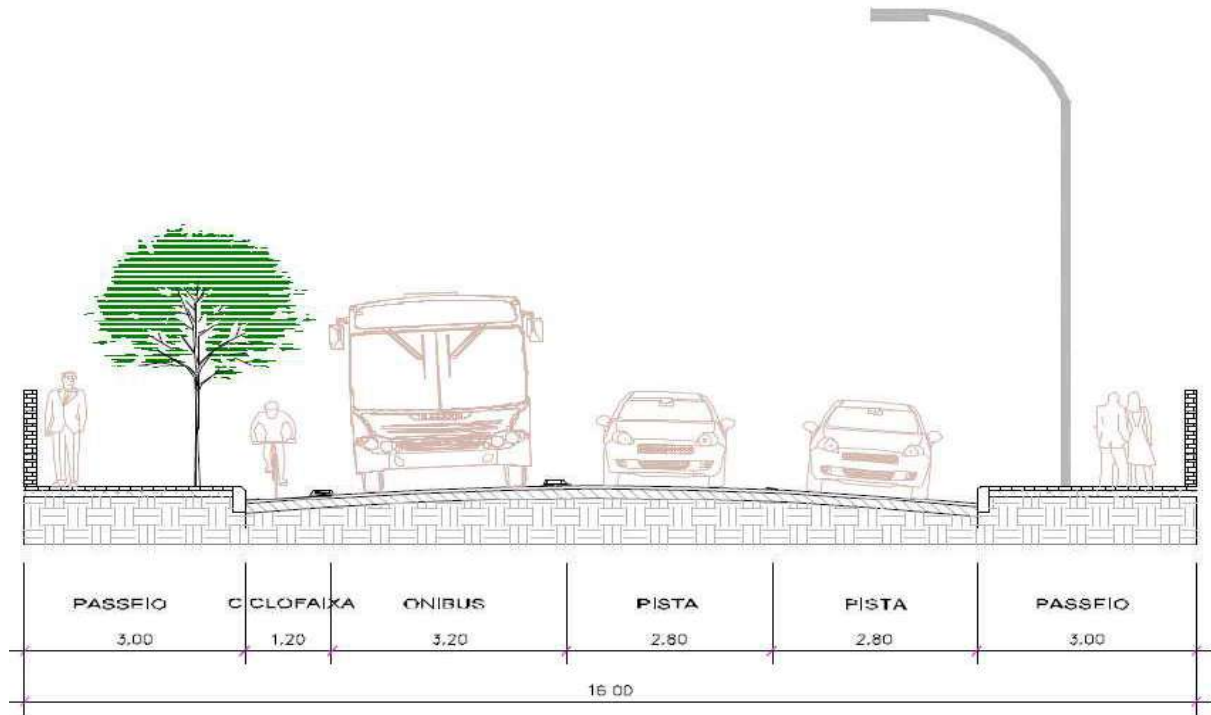 PASSEIO CICLOFAIXA ONIBUS PISTA PISTA PASSEIO
3,00 1,20 3,20 2,80 2,80 3,00
16 00